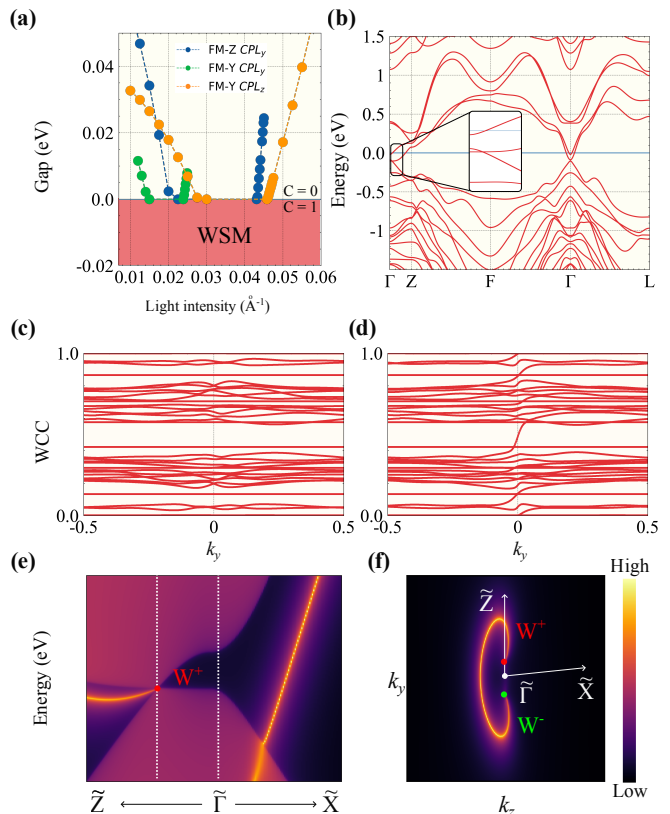 (a)
0.04
0.02
0.00
-0.02
Gap (eV)
FM-Z CPLy
FM-Y CPLy
FM-Y CPLz
C = 0
C = 1
WSM
0.01 0.02 0.03 0.04 0.05 0.06
Light intensity (Å⁻¹)
(b)
1.5
1
0.5
0.0
-0.5
-1
Energy (eV)
Γ Z F Γ L
(c)
1.0
0.0
WCC
-0.5 0 0.5
ky
(d)
1.0
0.0
-0.5 0 0.5
ky
(e)
Energy (eV)
W⁺
Z̃ Γ̃ X̃
(f)
ky
Z̃
W⁺
Γ̃
X̃
W⁻
kz
High
Low